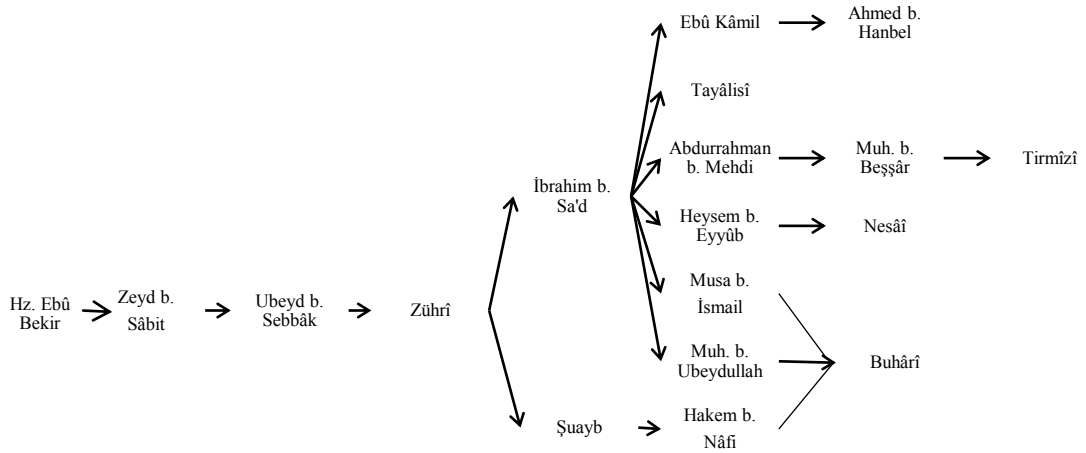 Hz. Ebû
Bekir
Zeyd b.
Sâbit
Ubeyd b.
Sebbâk
Zührî
İbrahim b.
Sa'd
Şuayb
Ebû Kâmil
Ahmed b.
Hanbel
Tayâlisî
Abdurrahman
b. Mehdi
Muh. b.
Beşşâr
Tirmîzî
Heysem b.
Eyyûb
Nesâî
Musa b.
İsmail
Muh. b.
Ubeydullah
Hakem b.
Nâfi
Buhârî